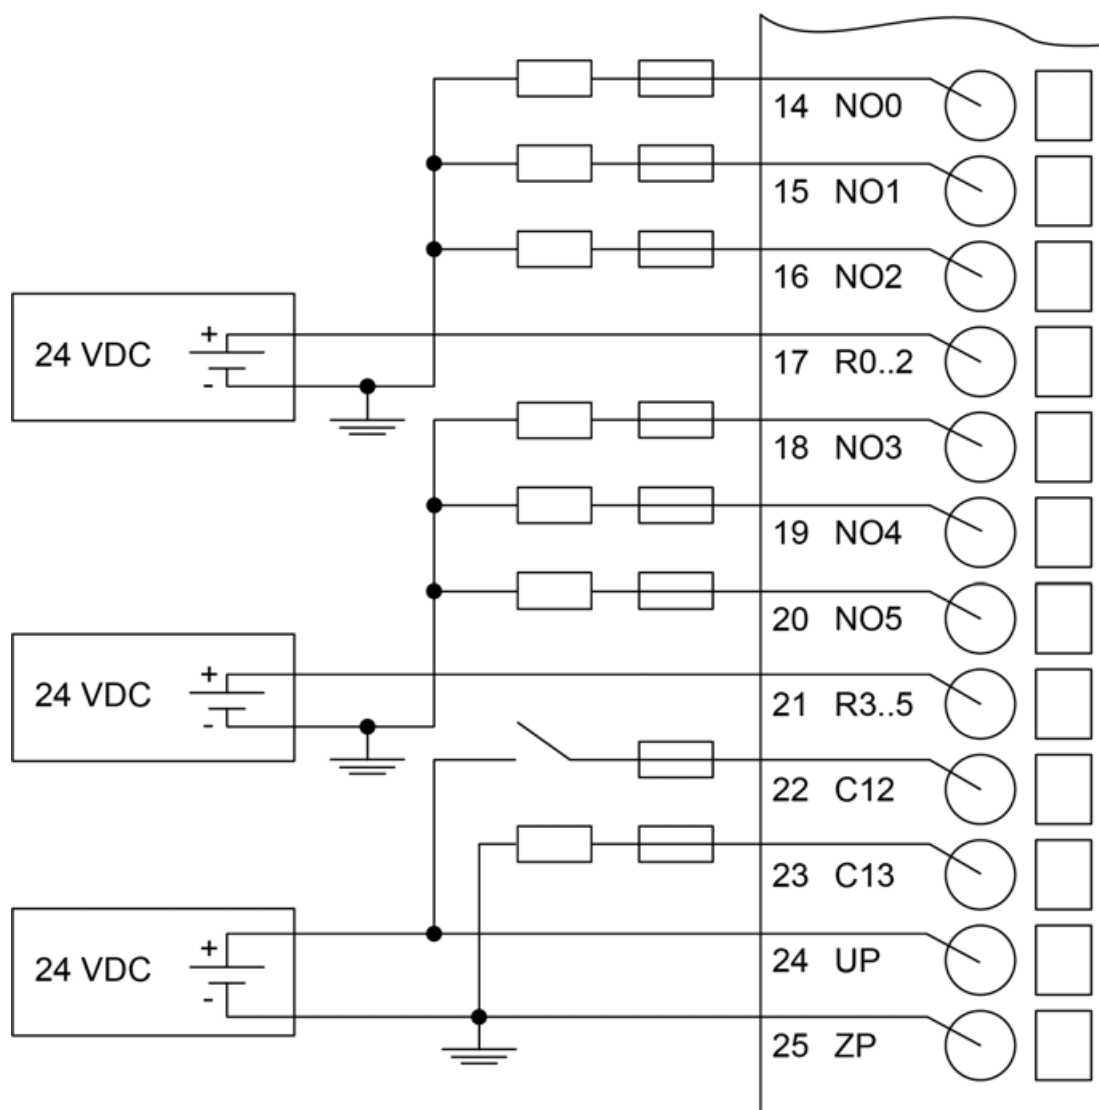 14 NO0
15 NO1
16 NO2
+
24 VDC
-
17 R0..2
18 NO3
19 NO4
20 NO5
+
24 VDC
-
21 R3..5
22 C12
23 C13
+
24 VDC
-
24 UP
25 ZP